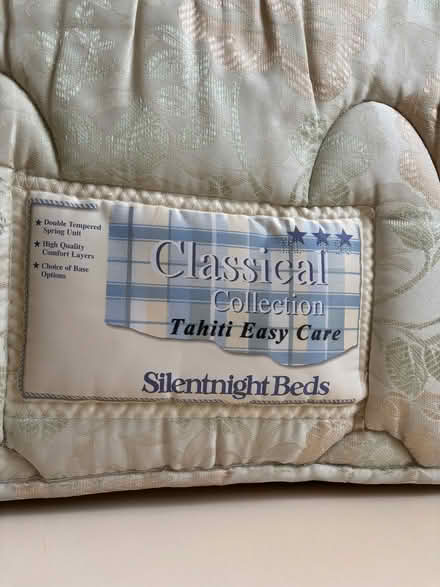 ★ Double Tempered
Spring Unit
★ High Quality
Comfort Layers
★ Choice of Base
Options
★★★
Classical
Collection
Tahiti Easy Care
Silentnight Beds